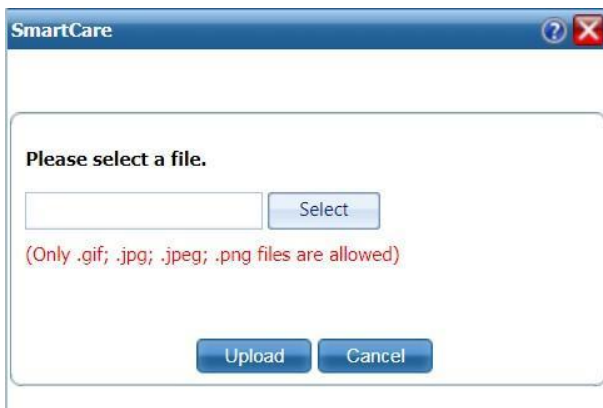 SmartCare ?
Please select a file.
Select
(Only .gif; .jpg; .jpeg; .png files are allowed)
Upload Cancel